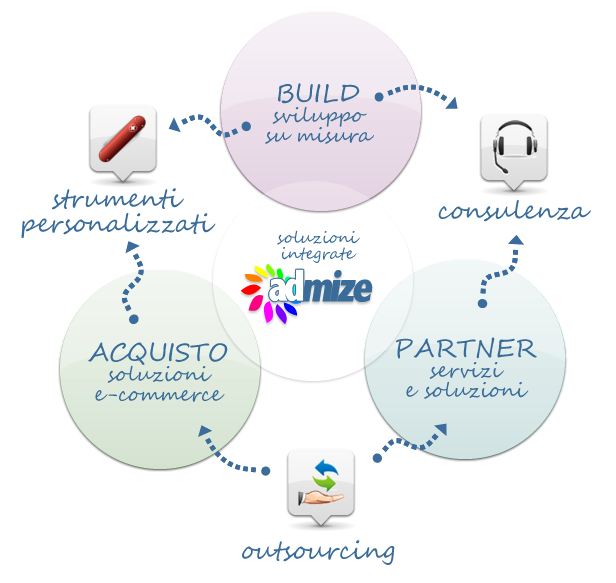 BUILD
sviluppo
su misura
strumenti
personalizzati
consulenza
soluzioni
integrate
admize
ACQUISTO
soluzioni
e-commerce
PARTNER
servizi
e soluzioni
outsourcing